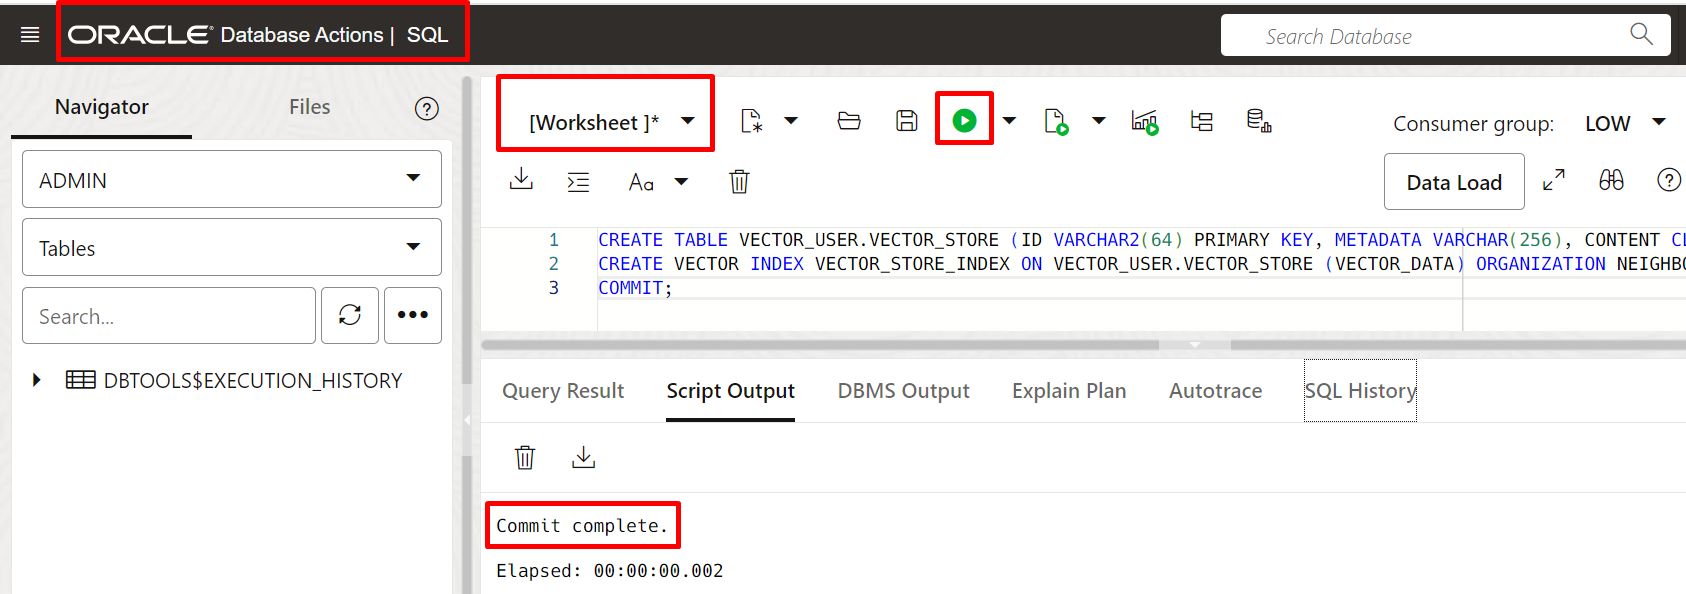 ORACLE Database Actions | SQL
Search Database
Navigator Files
ADMIN
Tables
Search...
DBTOOLS$EXECUTION_HISTORY
[Worksheet ]*
Consumer group: LOW
Aa
Data Load
1 CREATE TABLE VECTOR_USER.VECTOR_STORE (ID VARCHAR2(64) PRIMARY KEY, METADATA VARCHAR(256), CONTENT CL
2 CREATE VECTOR INDEX VECTOR_STORE_INDEX ON VECTOR_USER.VECTOR_STORE (VECTOR_DATA) ORGANIZATION NEIGHBO
3 COMMIT;
Query Result Script Output DBMS Output Explain Plan Autotrace SQL History
Commit complete.
Elapsed: 00:00:00.002